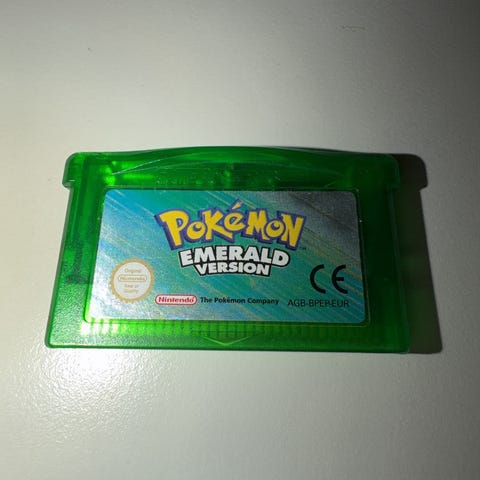 POKéMON
EMERALD
VERSION
Original
Nintendo
Seal of
Quality
Nintendo The Pokémon Company
CE
AGB-BPEP-EUR